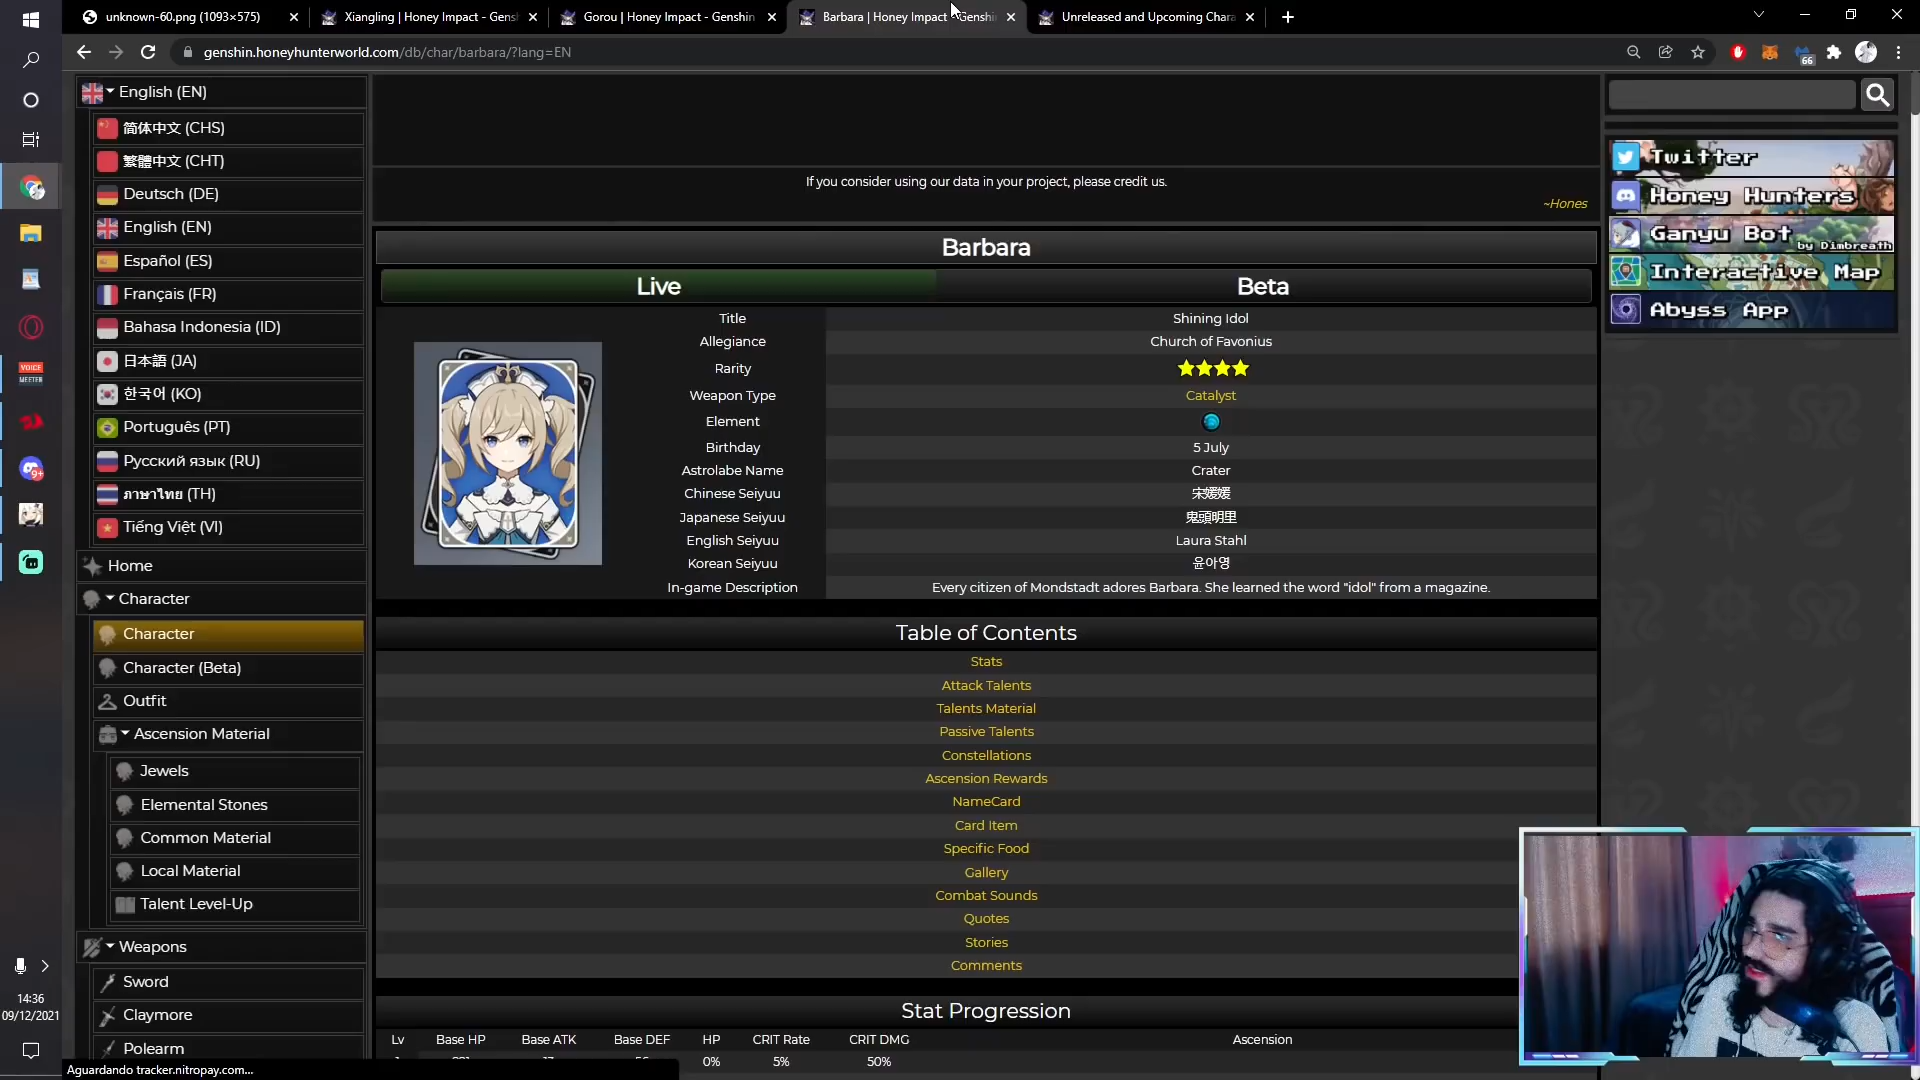 unknown-60.png (1093×575)
Xiangling | Honey Impact - Gensh
Gorou | Honey Impact - Genshin
Barbara | Honey Impact - Genshin
Unreleased and Upcoming Chara
genshin.honeyhunterworld.com/db/char/barbara/?lang=EN
66
English (EN)
简体中文 (CHS)
繁體中文 (CHT)
Deutsch (DE)
English (EN)
Español (ES)
Français (FR)
Bahasa Indonesia (ID)
日本語 (JA)
한국어 (KO)
Português (PT)
Русский язык (RU)
ภาษาไทย (TH)
Tiếng Việt (VI)
Home
Character
Character
Character (Beta)
Outfit
Ascension Material
Jewels
Elemental Stones
Common Material
Local Material
Talent Level-Up
Weapons
Sword
Claymore
Polearm
If you consider using our data in your project, please credit us.
~Hones
Barbara
Live Beta
Title Shining Idol
Allegiance Church of Favonius
Rarity
Weapon Type Catalyst
Element
Birthday 5 July
Astrolabe Name Crater
Chinese Seiyuu 宋媛媛
Japanese Seiyuu 鬼頭明里
English Seiyuu Laura Stahl
Korean Seiyuu 윤아영
In-game Description Every citizen of Mondstadt adores Barbara. She learned the word "idol" from a magazine.
Table of Contents
Stats
Attack Talents
Talents Material
Passive Talents
Constellations
Ascension Rewards
NameCard
Card Item
Specific Food
Gallery
Combat Sounds
Quotes
Stories
Comments
Stat Progression
Lv Base HP Base ATK Base DEF HP CRIT Rate CRIT DMG Ascension
0% 5% 50%
Twitter
Honey Hunters
Ganyu Bot
by Dimbreath
Interactive Map
Abyss App
VOICE
MEETER
9+
14:36
09/12/2021
Aguardando tracker.nitropay.com...